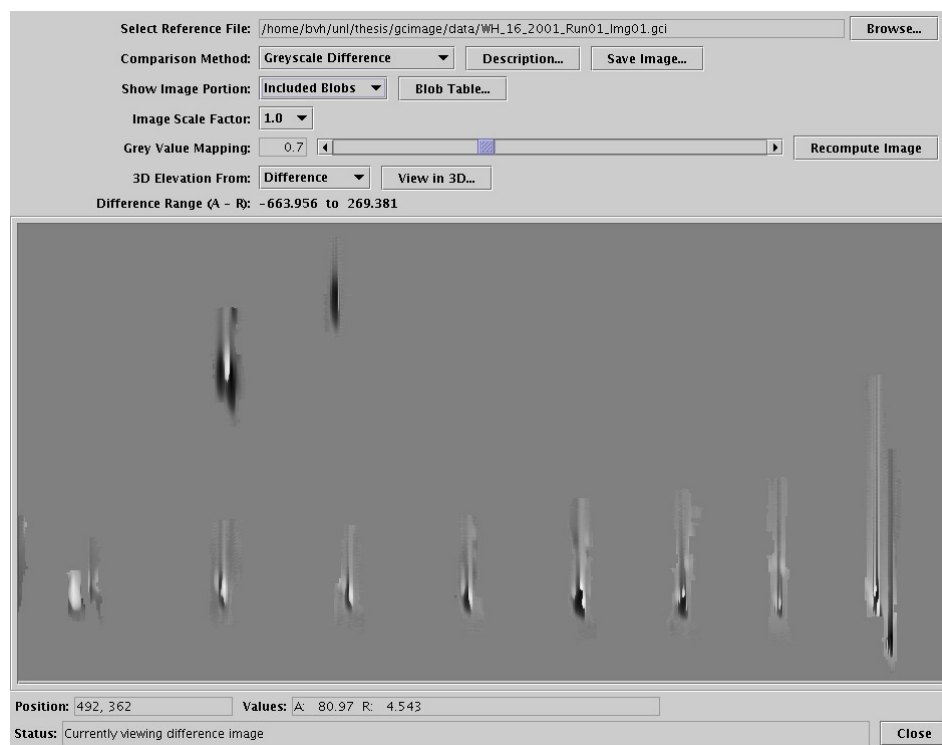 Select Reference File: /home/bvh/unl/thesis/gcimage/data/WH_16_2001_Run01_Img01.gci Browse...
Comparison Method: Greyscale Difference Description... Save Image...
Show Image Portion: Included Blobs Blob Table...
Image Scale Factor: 1.0
Grey Value Mapping: 0.7 Recompute Image
3D Elevation From: Difference View in 3D...
Difference Range (A - R): -663.956 to 269.381
Position: 492, 362 Values: A: 80.97 R: 4.543
Status: Currently viewing difference image Close